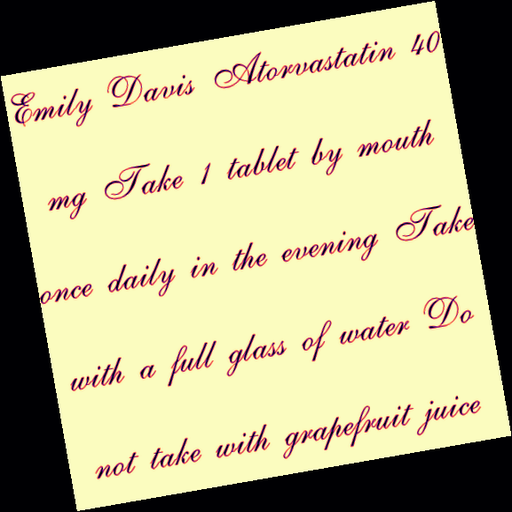 Emily Davis Atorvastatin 40
mg Take 1 tablet by mouth
once daily in the evening Take
with a full glass of water Do
not take with grapefruit juice